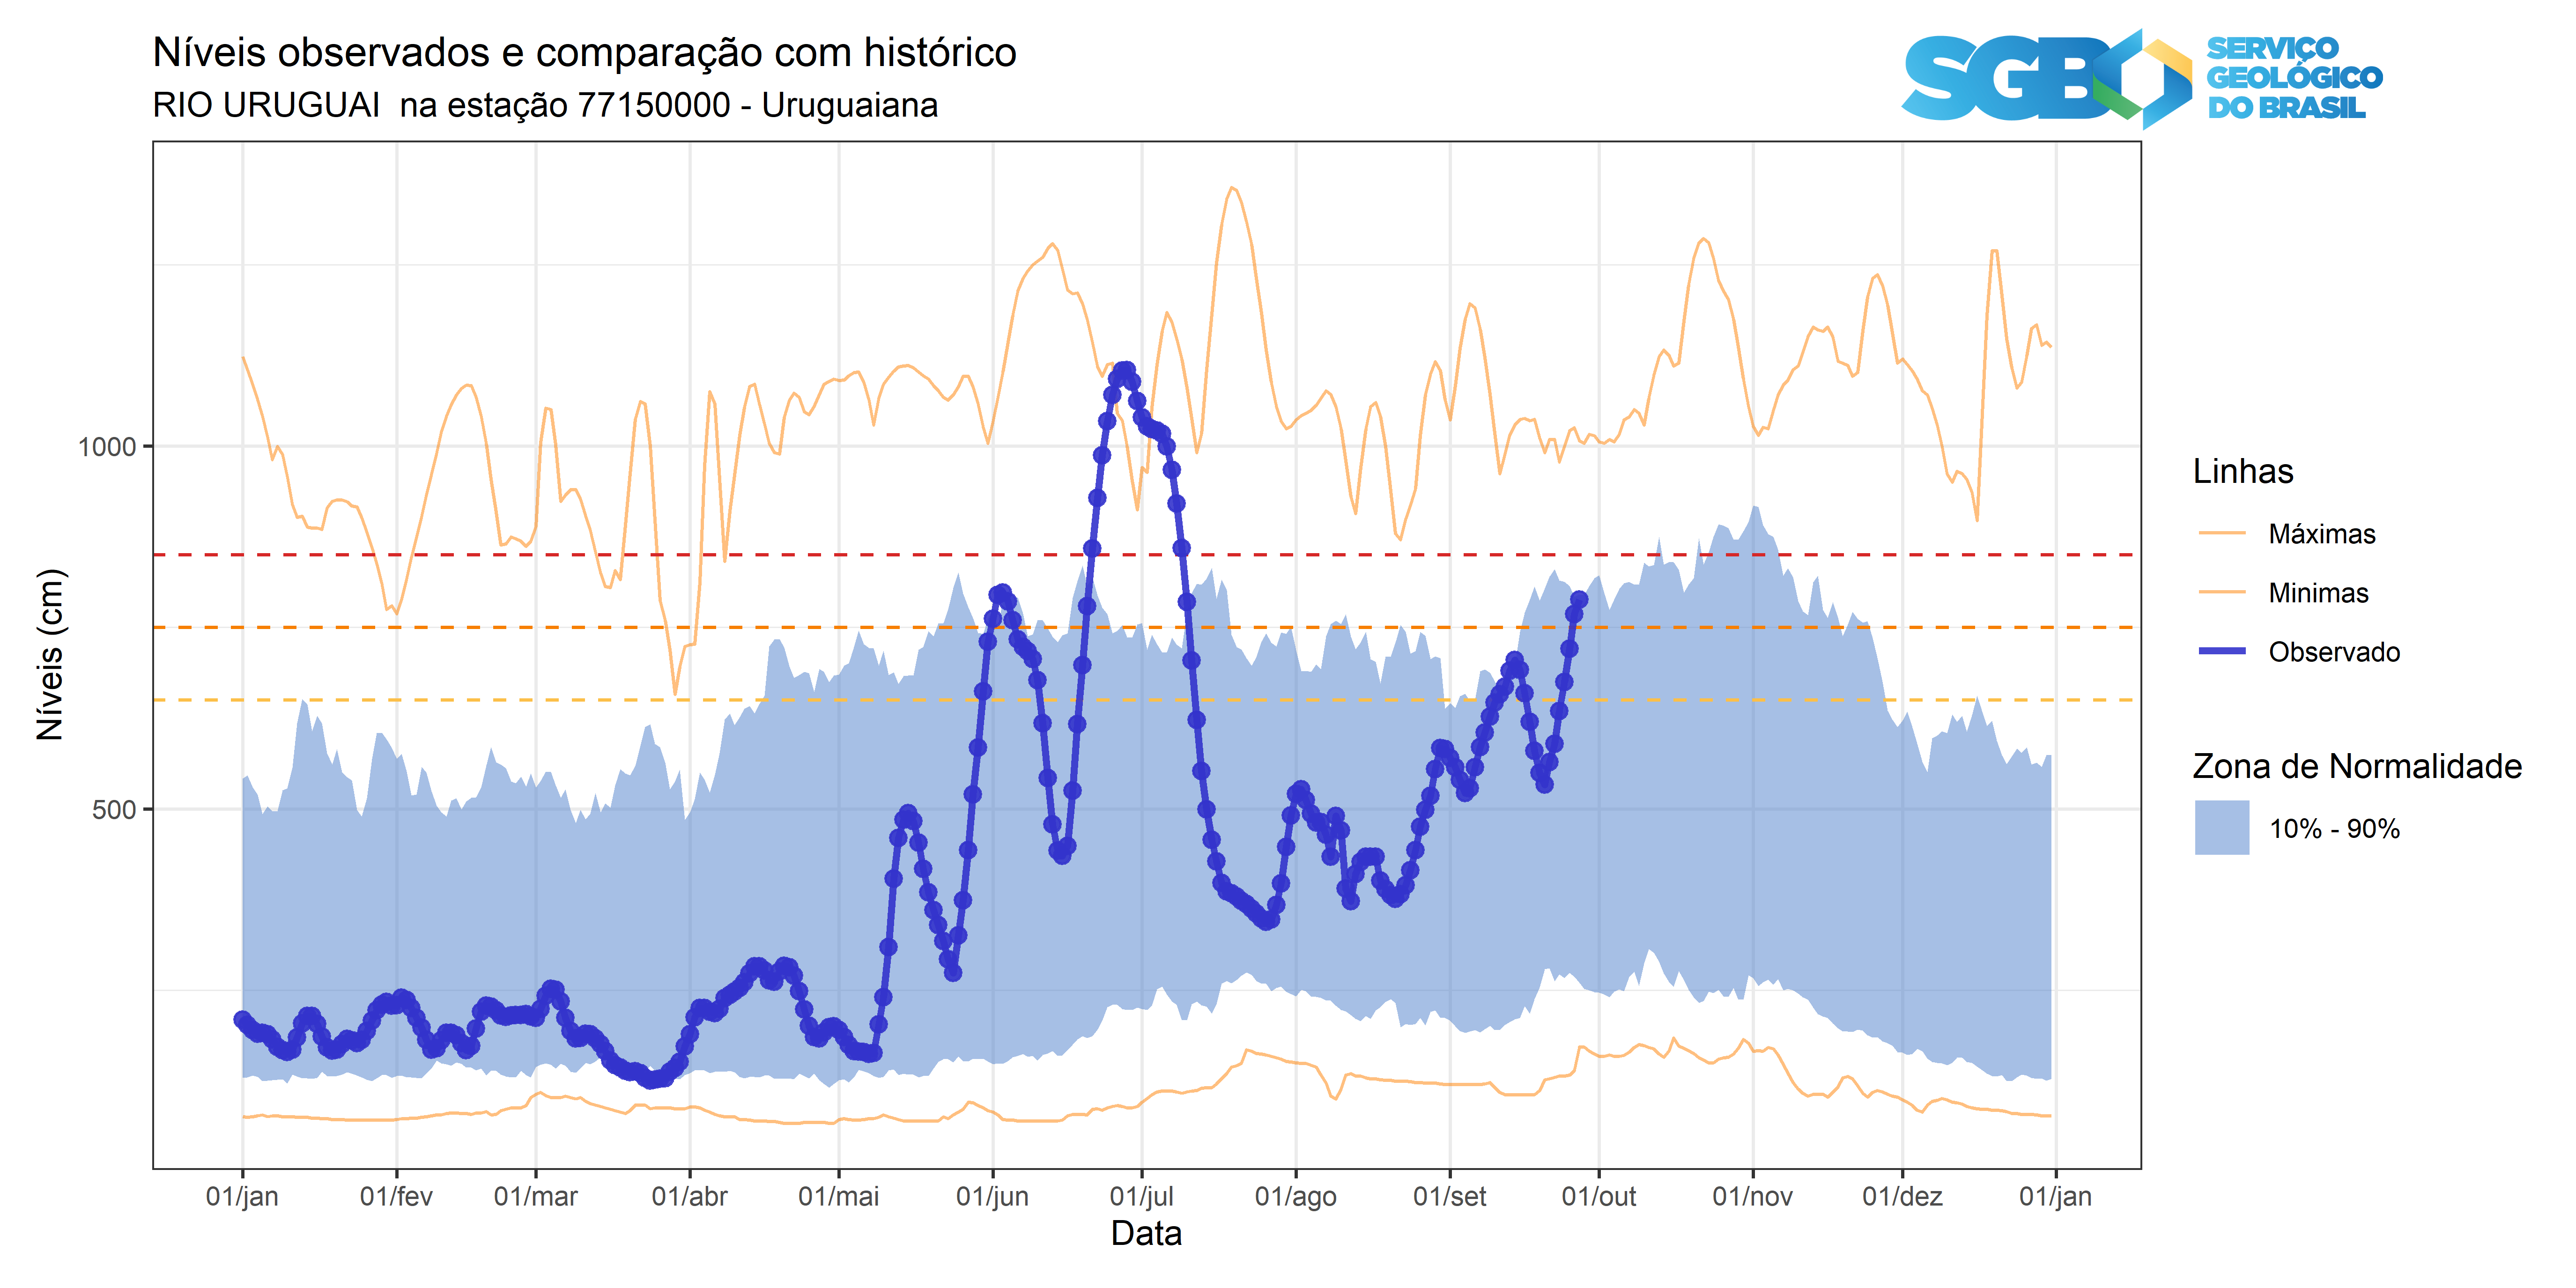 Níveis observados e comparação com histórico
RIO URUGUAI  na estação 77150000 - Uruguaiana
SGB
SERVIÇO
GEOLÓGICO
DO BRASIL
Níveis (cm)
1000
500
01/jan
01/fev
01/mar
01/abr
01/mai
01/jun
01/jul
01/ago
01/set
01/out
01/nov
01/dez
01/jan
Data
Linhas
Máximas
Minimas
Observado
Zona de Normalidade
10% - 90%